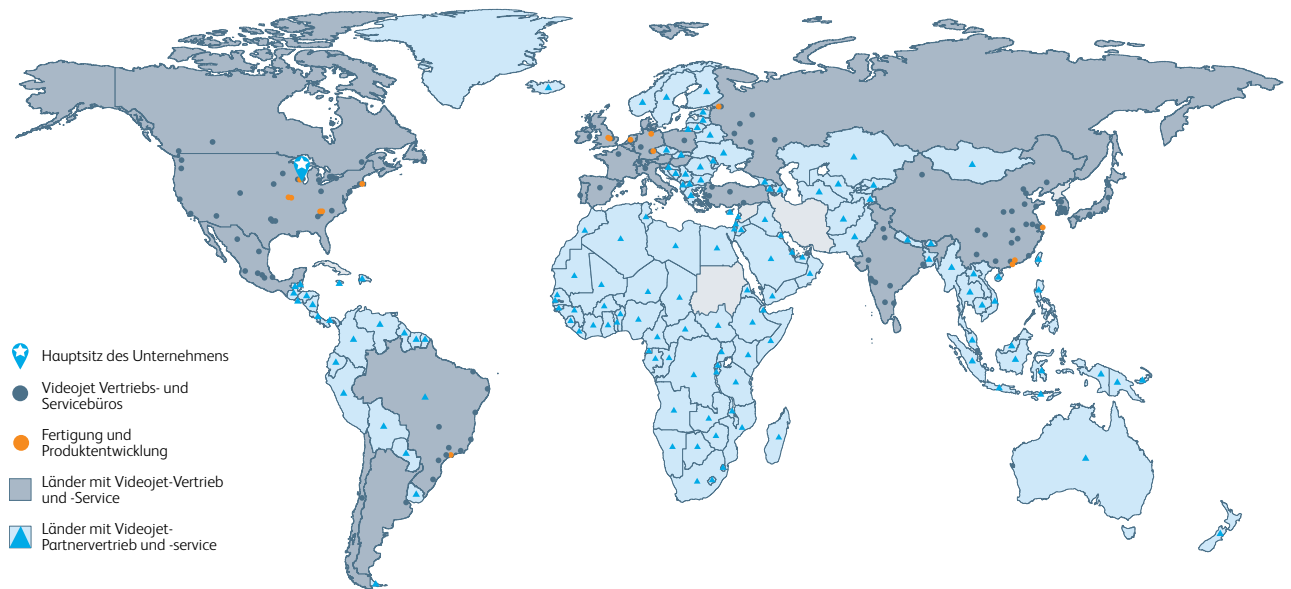 Hauptsitz des Unternehmens
Videojet Vertriebs- und
Servicebüros
Fertigung und
Produktentwicklung
Länder mit Videojet-Vertrieb
und -Service
Länder mit Videojet-
Partnervertrieb und -service